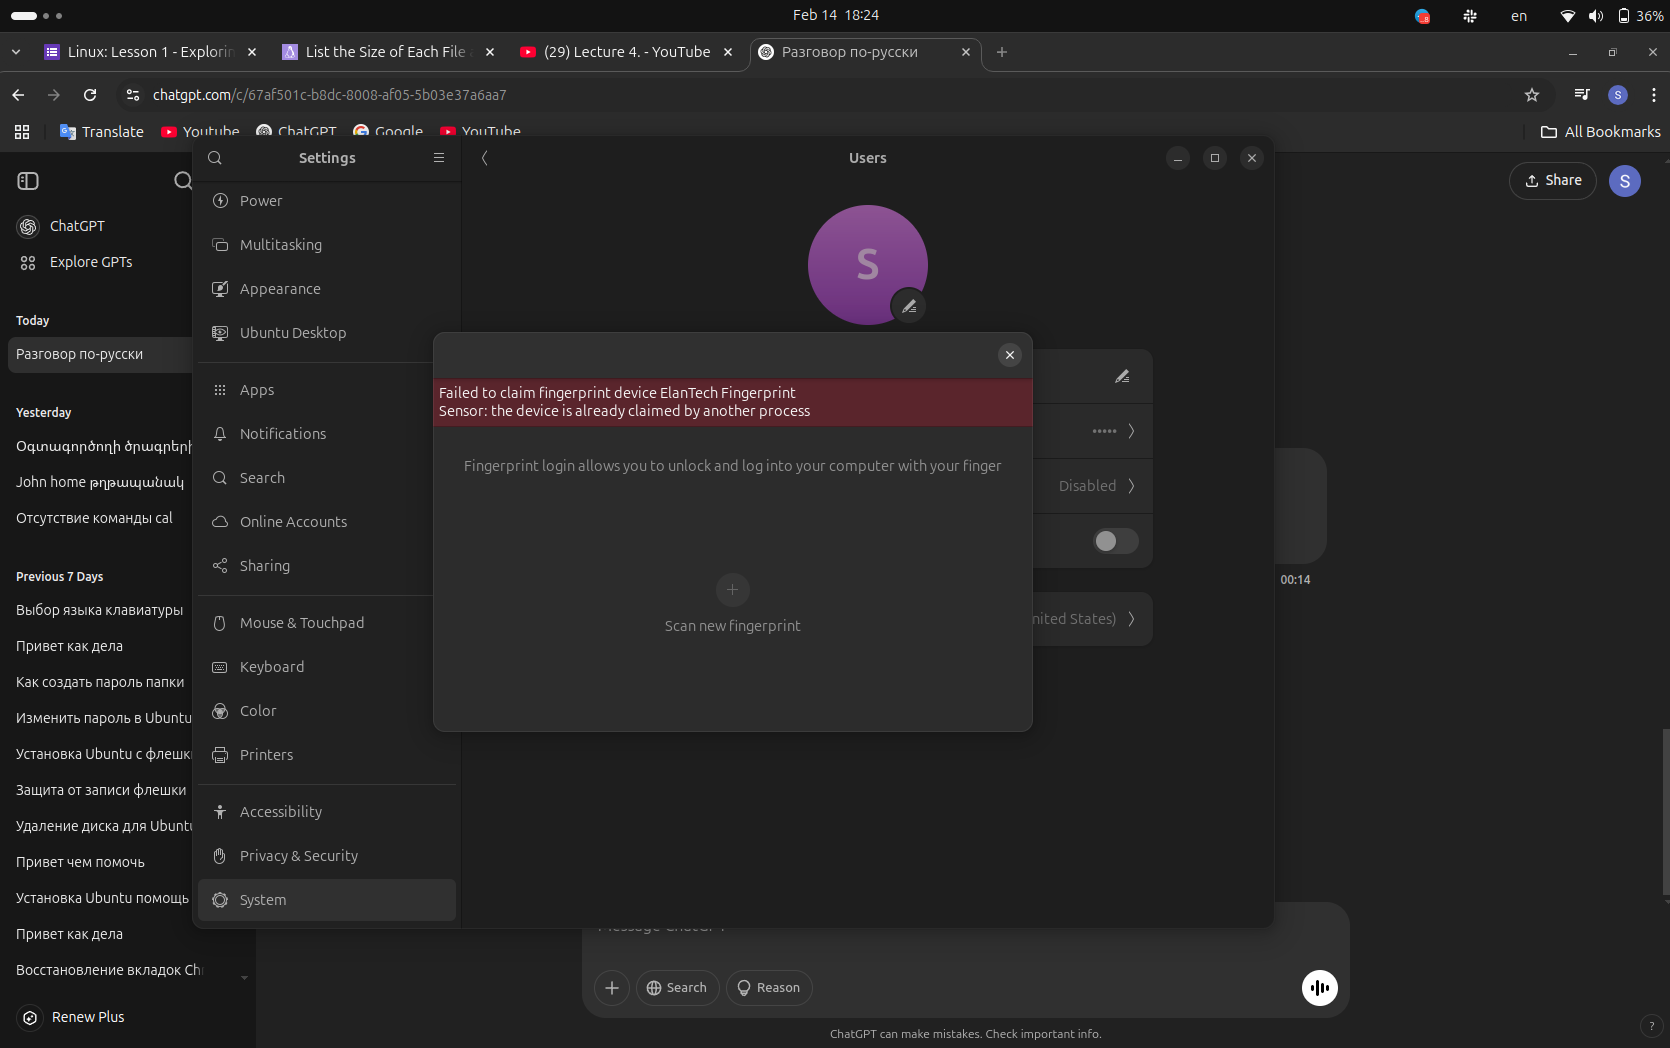 Feb 14 18:24
en
36%
Linux: Lesson 1 - Explorin
List the Size of Each File
(29) Lecture 4. - YouTube
Разговор по-русски
chatgpt.com/c/67af501c-b8dc-8008-af05-5b03e37a6aa7
S
Translate
Youtube
ChatGPT
Google
YouTube
All Bookmarks
ChatGPT
Explore GPTs
Today
Разговор по-русски
Yesterday
Օգտագործողի ծրագրերի
John home թղթապանակ
Отсутствие команды cal
Previous 7 Days
Выбор языка клавиатуры
Привет как дела
Как создать пароль папки
Изменить пароль в Ubuntu
Установка Ubuntu с флешк
Защита от записи флешки
Удаление диска для Ubunt
Привет чем помочь
Установка Ubuntu помощь
Привет как дела
Восстановление вкладок Ch
Renew Plus
Settings
Power
Multitasking
Appearance
Ubuntu Desktop
Apps
Notifications
Search
Online Accounts
Sharing
Mouse & Touchpad
Keyboard
Color
Printers
Accessibility
Privacy & Security
System
Users
S
Failed to claim fingerprint device ElanTech Fingerprint
Sensor: the device is already claimed by another process
Fingerprint login allows you to unlock and log into your computer with your finger
Scan new fingerprint
•••••
Disabled
nited States)
Share
S
00:14
Message ChatGPT
Search
Reason
ChatGPT can make mistakes. Check important info.
?